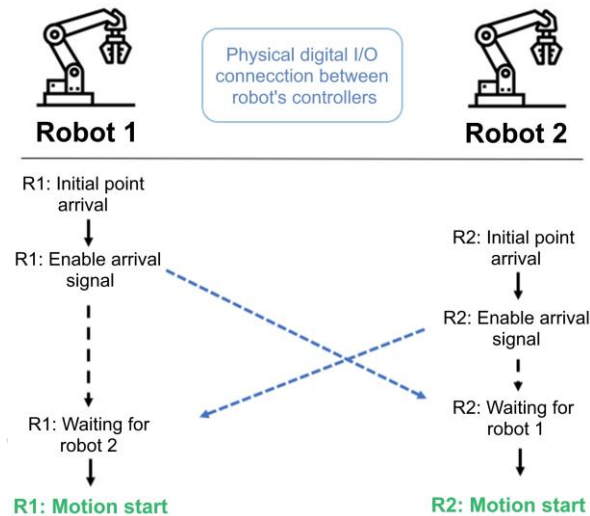 Physical digital I/O
connecction between
robot's controllers
Robot 1
Robot 2
R1: Initial point
arrival
R1: Enable arrival
signal
R2: Initial point
arrival
R2: Enable arrival
signal
R1: Waiting for
robot 2
R2: Waiting for
robot 1
R1: Motion start
R2: Motion start